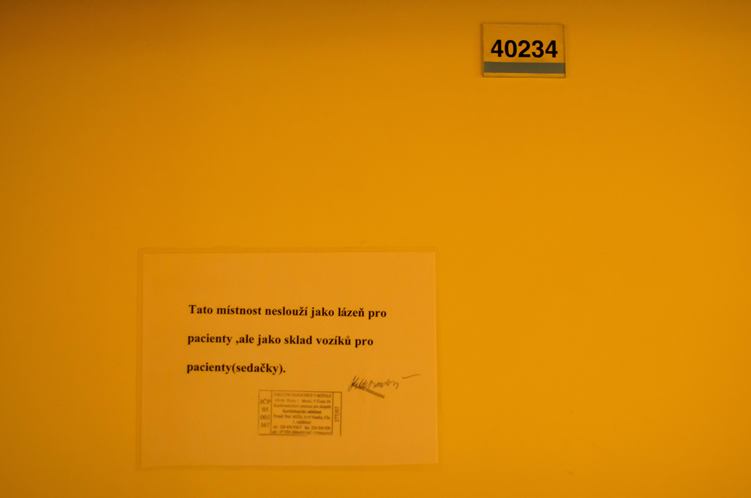 40234
Tato místnost neslouží jako lázeň pro
pacienty ,ale jako sklad vozíků pro
pacienty(sedačky).